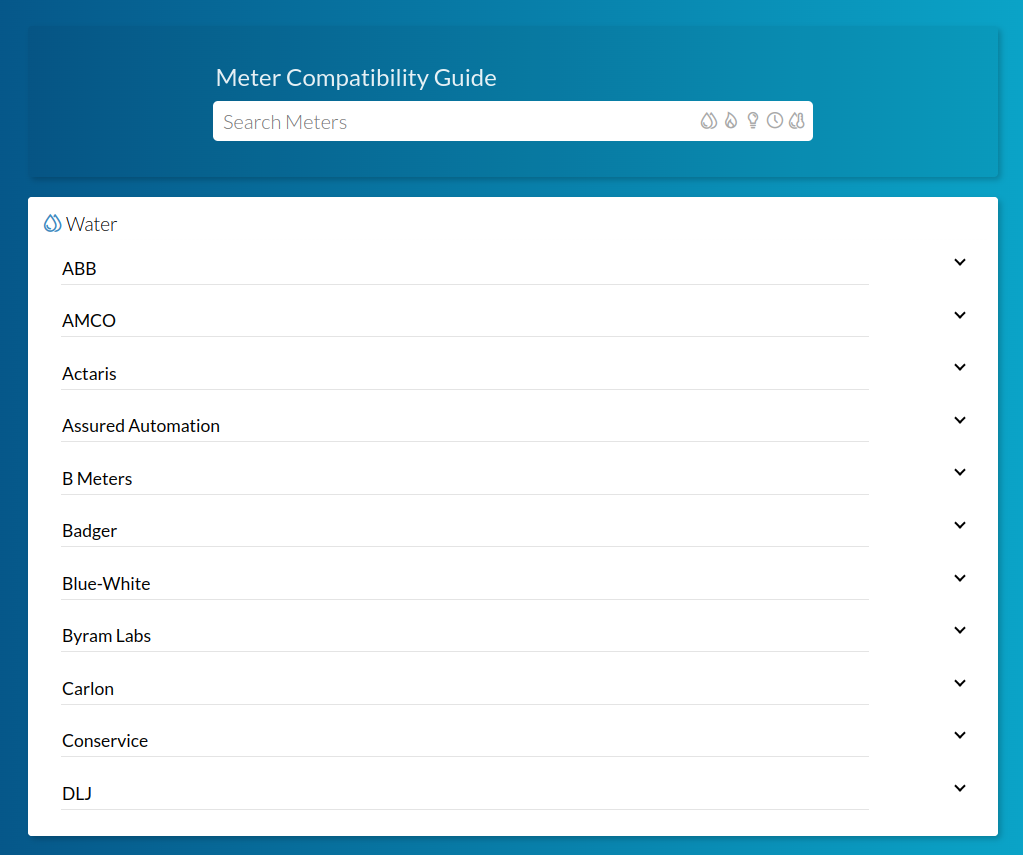 Meter Compatibility Guide
Search Meters
Water
ABB
AMCO
Actaris
Assured Automation
B Meters
Badger
Blue-White
Byram Labs
Carlon
Conservice
DLJ